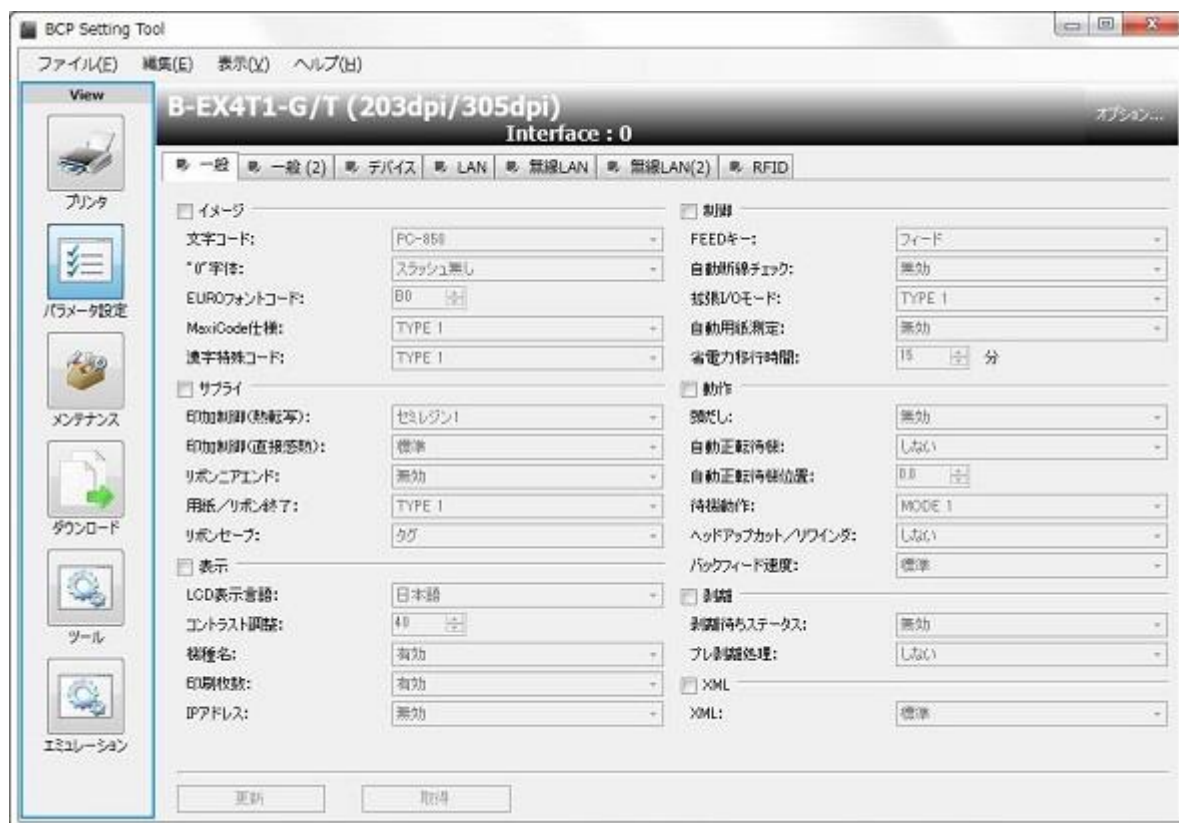 BCP Setting Tool
ファイル(F) 編集(E) 表示(V) ヘルプ(H)
View
B-EX4T1-G/T (203dpi/305dpi)
Interface : 0
オプション...
一般 一般 (2) デバイス LAN 無線LAN 無線LAN(2) RFID
プリンタ
パラメータ設定
メンテナンス
ダウンロード
ツール
エミュレーション
イメージ
文字コード: PC-850
"0"字体: スラッシュ無し
EUROフォントコード: B0
MaxiCode仕様: TYPE 1
漢字特殊コード: TYPE 1
サプライ
印加制御(熱転写): セミレジン1
印加制御(直接感熱): 標準
リボンニアエンド: 無効
用紙/リボン終了: TYPE 1
リボンセーブ: タグ
表示
LCD表示言語: 日本語
コントラスト調整: 40
機種名: 有効
印刷枚数: 有効
IPアドレス: 無効
制御
FEEDキー: フィード
自動断線チェック: 無効
拡張I/Oモード: TYPE 1
自動用紙測定: 無効
省電力移行時間: 15 分
動作
頭だし: 無効
自動正転待機: しない
自動正転待機位置: 0.0
待機動作: MODE 1
ヘッドアップカット/リワインダ: しない
バックフィード速度: 標準
剥離
剥離待ちステータス: 無効
プレ剥離処理: しない
XML
XML: 標準
更新 取得